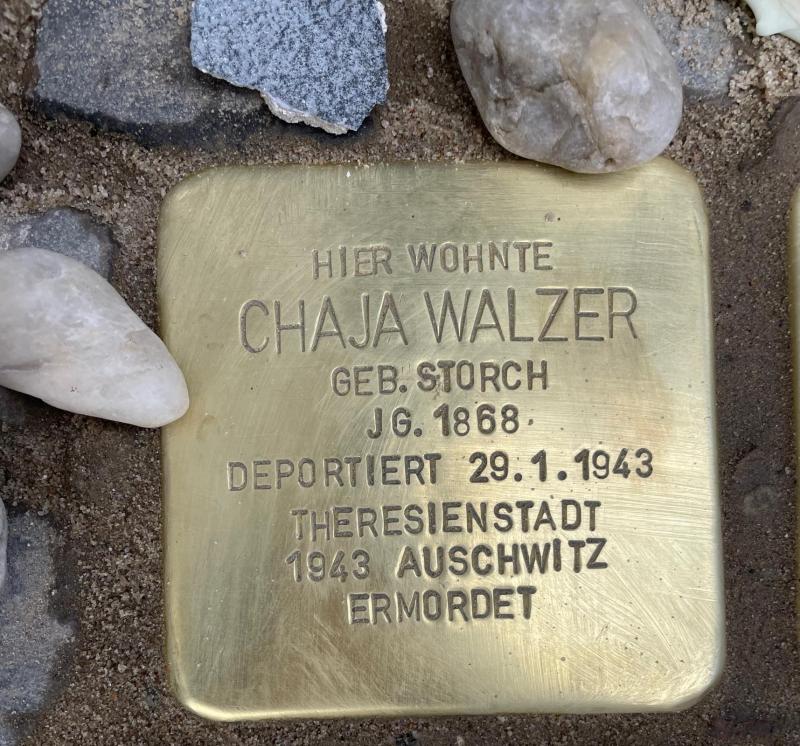 HIER WOHNTE
CHAJA WALZER
GEB. STORCH
JG. 1868
DEPORTIERT 29.1.1943
THERESIENSTADT
1943 AUSCHWITZ
ERMORDET